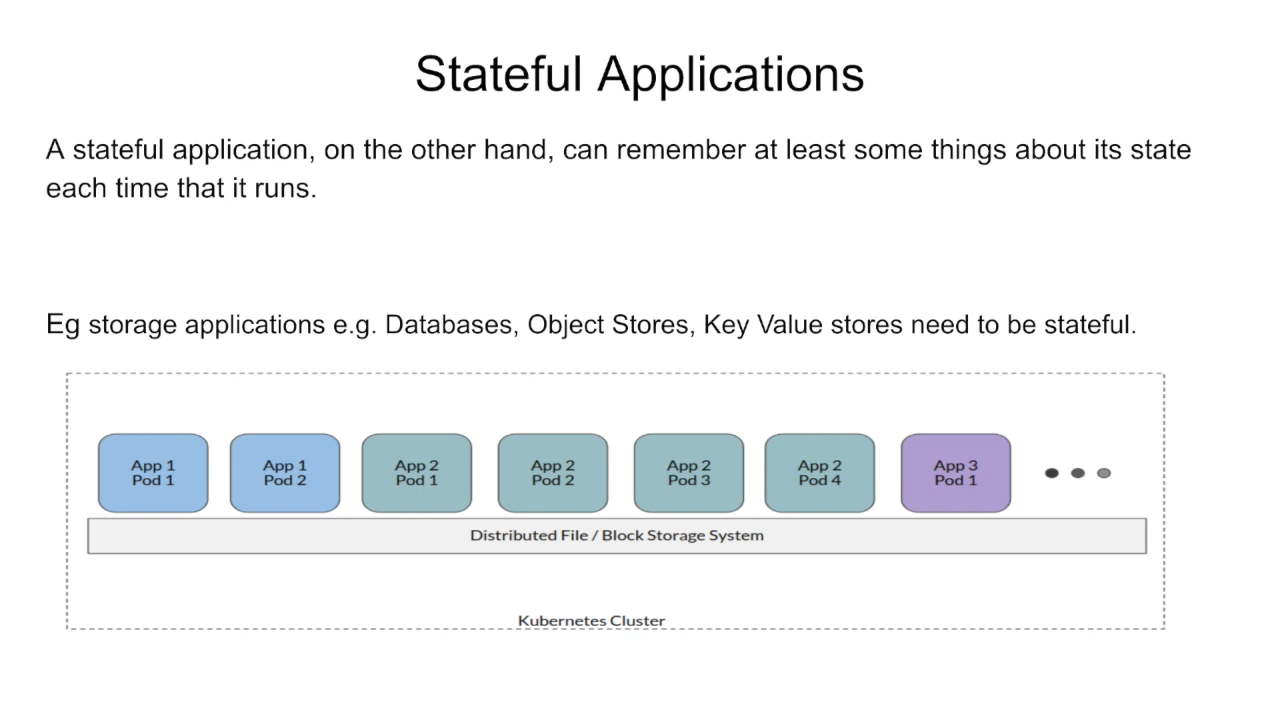 Stateful Applications
A stateful application, on the other hand, can remember at least some things about its state
each time that it runs.
Eg storage applications e.g. Databases, Object Stores, Key Value stores need to be stateful.
App 1
Pod 1
App 1
Pod 2
App 2
Pod 1
App 2
Pod 2
App 2
Pod 3
App 2
Pod 4
App 3
Pod 1
Distributed File / Block Storage System
Kubernetes Cluster